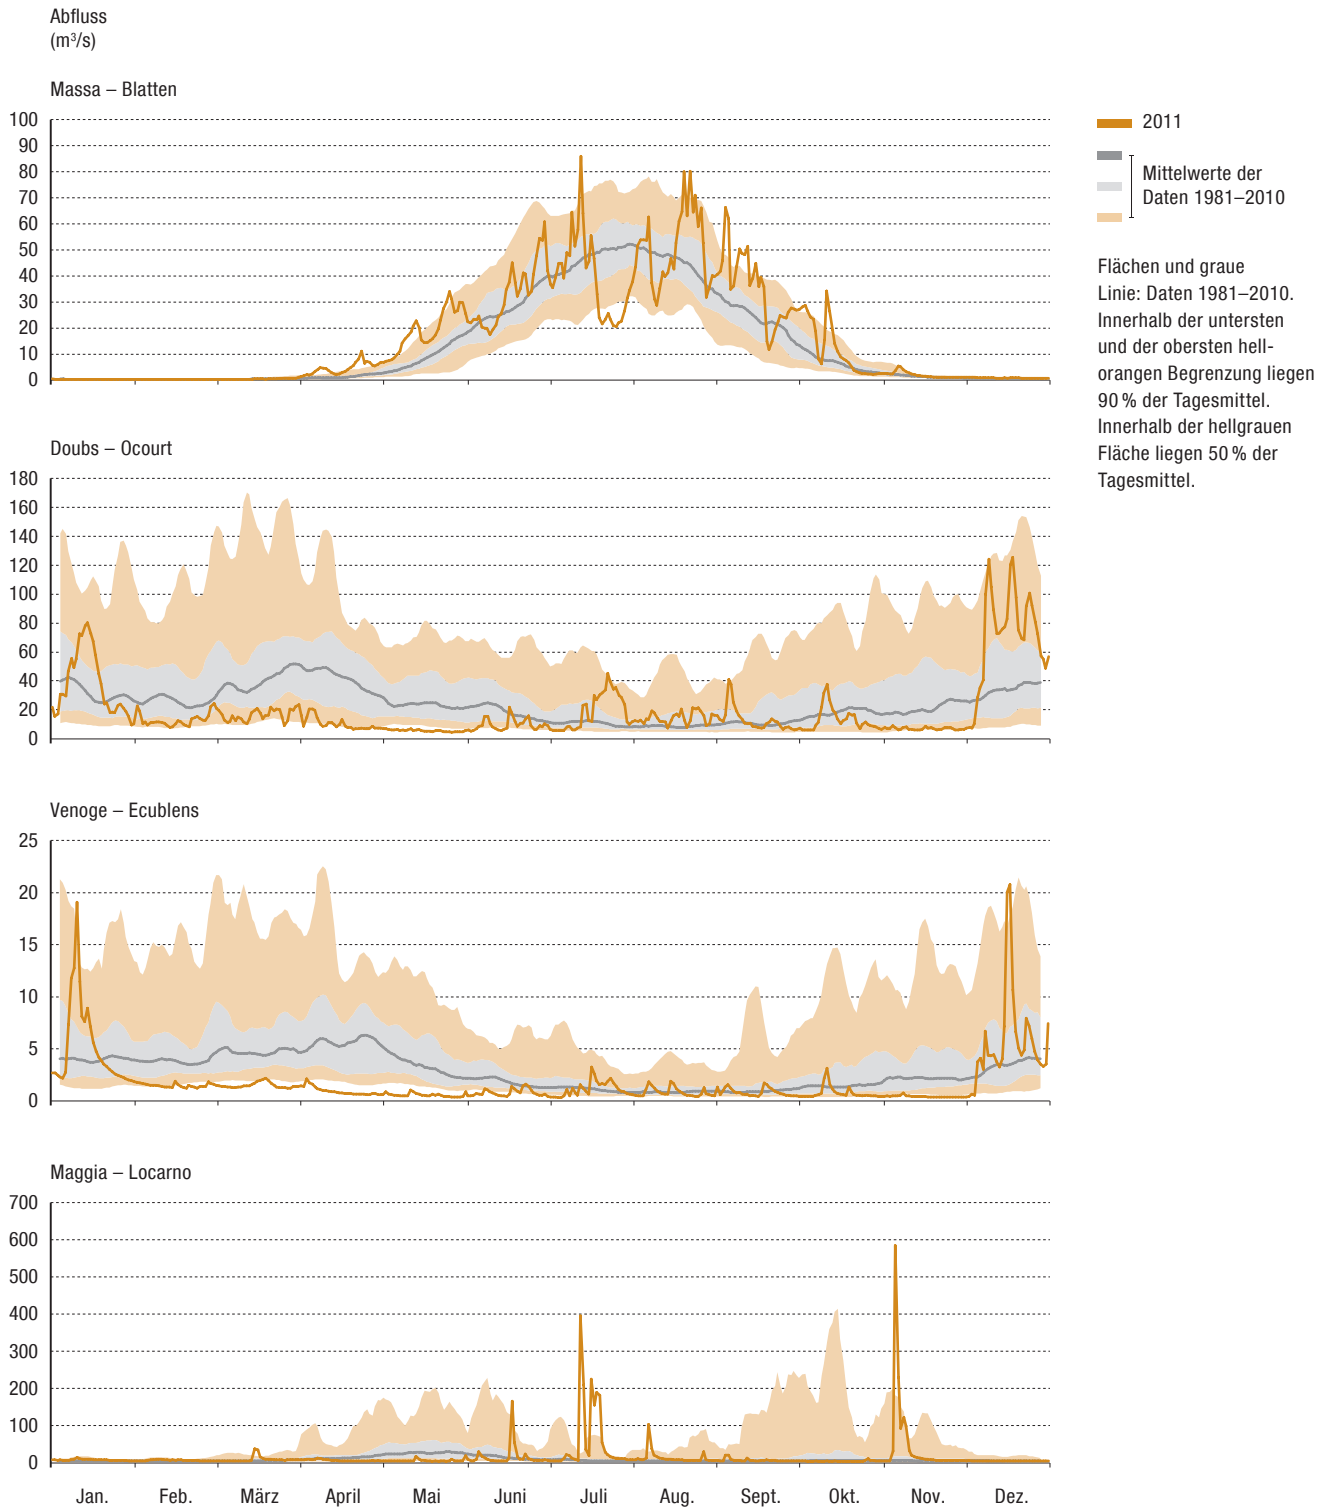 Abfluss
(m³/s)
Massa – Blatten
100
90
80
70
60
50
40
30
20
10
0
2011
Mittelwerte der
Daten 1981–2010
Flächen und graue
Linie: Daten 1981–2010.
Innerhalb der untersten
und der obersten hell-
orangen Begrenzung liegen
90 % der Tagesmittel.
Innerhalb der hellgrauen
Fläche liegen 50 % der
Tagesmittel.
Doubs – Ocourt
180
160
140
120
100
80
60
40
20
0
Venoge – Ecublens
25
20
15
10
5
0
Maggia – Locarno
700
600
500
400
300
200
100
0
Jan. Feb. März April Mai Juni Juli Aug. Sept. Okt. Nov. Dez.